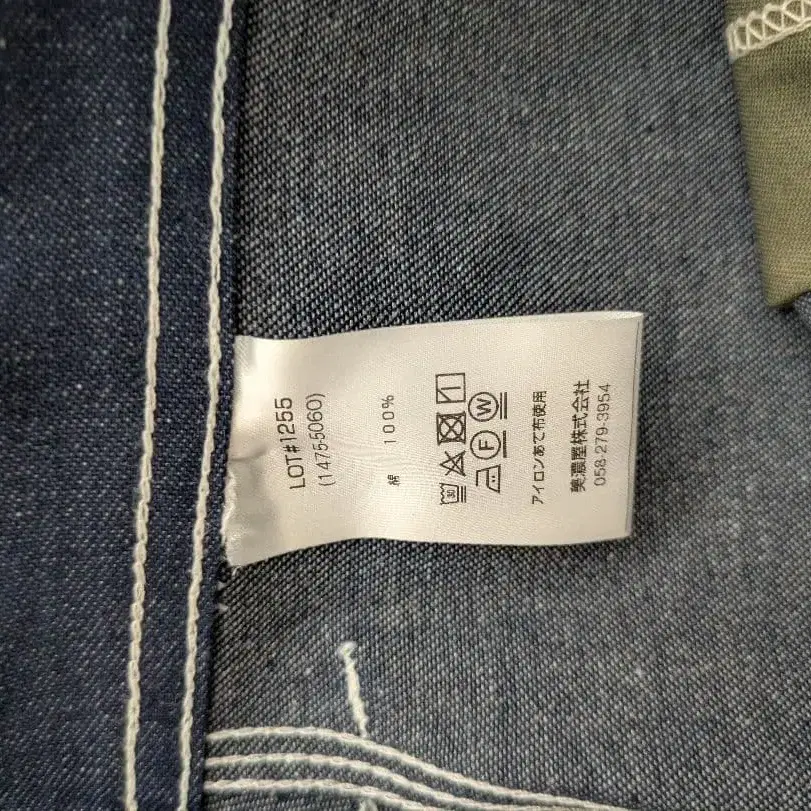 LOT#1255
(1475-5060)
綿 100%
30
F W
アイロンあて布使用
美濃屋株式会社
058-279-3954